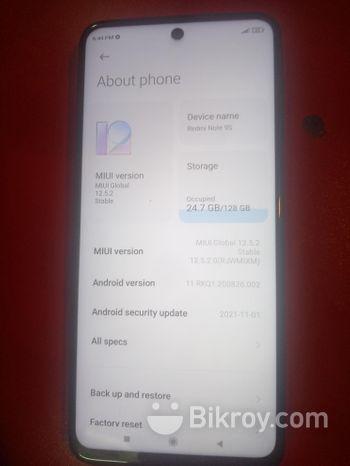 6:44 PM
About phone
12
MIUI version
MIUI Global
12.5.2
Stable
Device name
Redmi Note 9S
Storage
Occupied
24.7 GB/128 GB
MIUI version
MIUI Global 12.5.2
Stable
12.5.2.0(RJWMIXM)
Android version
11 RKQ1.200826.002
Android security update
2021-11-01
All specs
Back up and restore
Factory reset
Bikroy.com